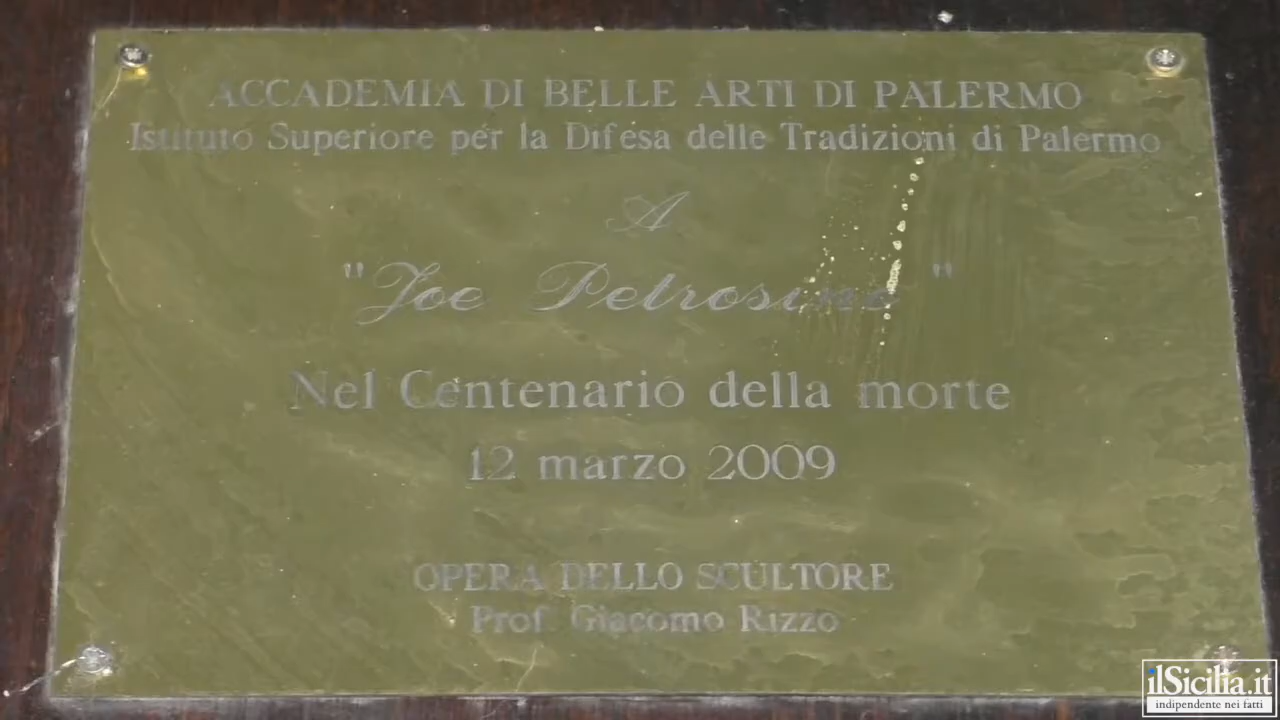 ACCADEMIA DI BELLE ARTI DI PALERMO
Istituto Superiore per la Difesa delle Tradizioni di Palermo
A
"Joe Petrosino"
Nel Centenario della morte
12 marzo 2009
OPERA DELLO SCULTORE
Prof. Giacomo Rizzo
ilSicilia.it
indipendente nei fatti